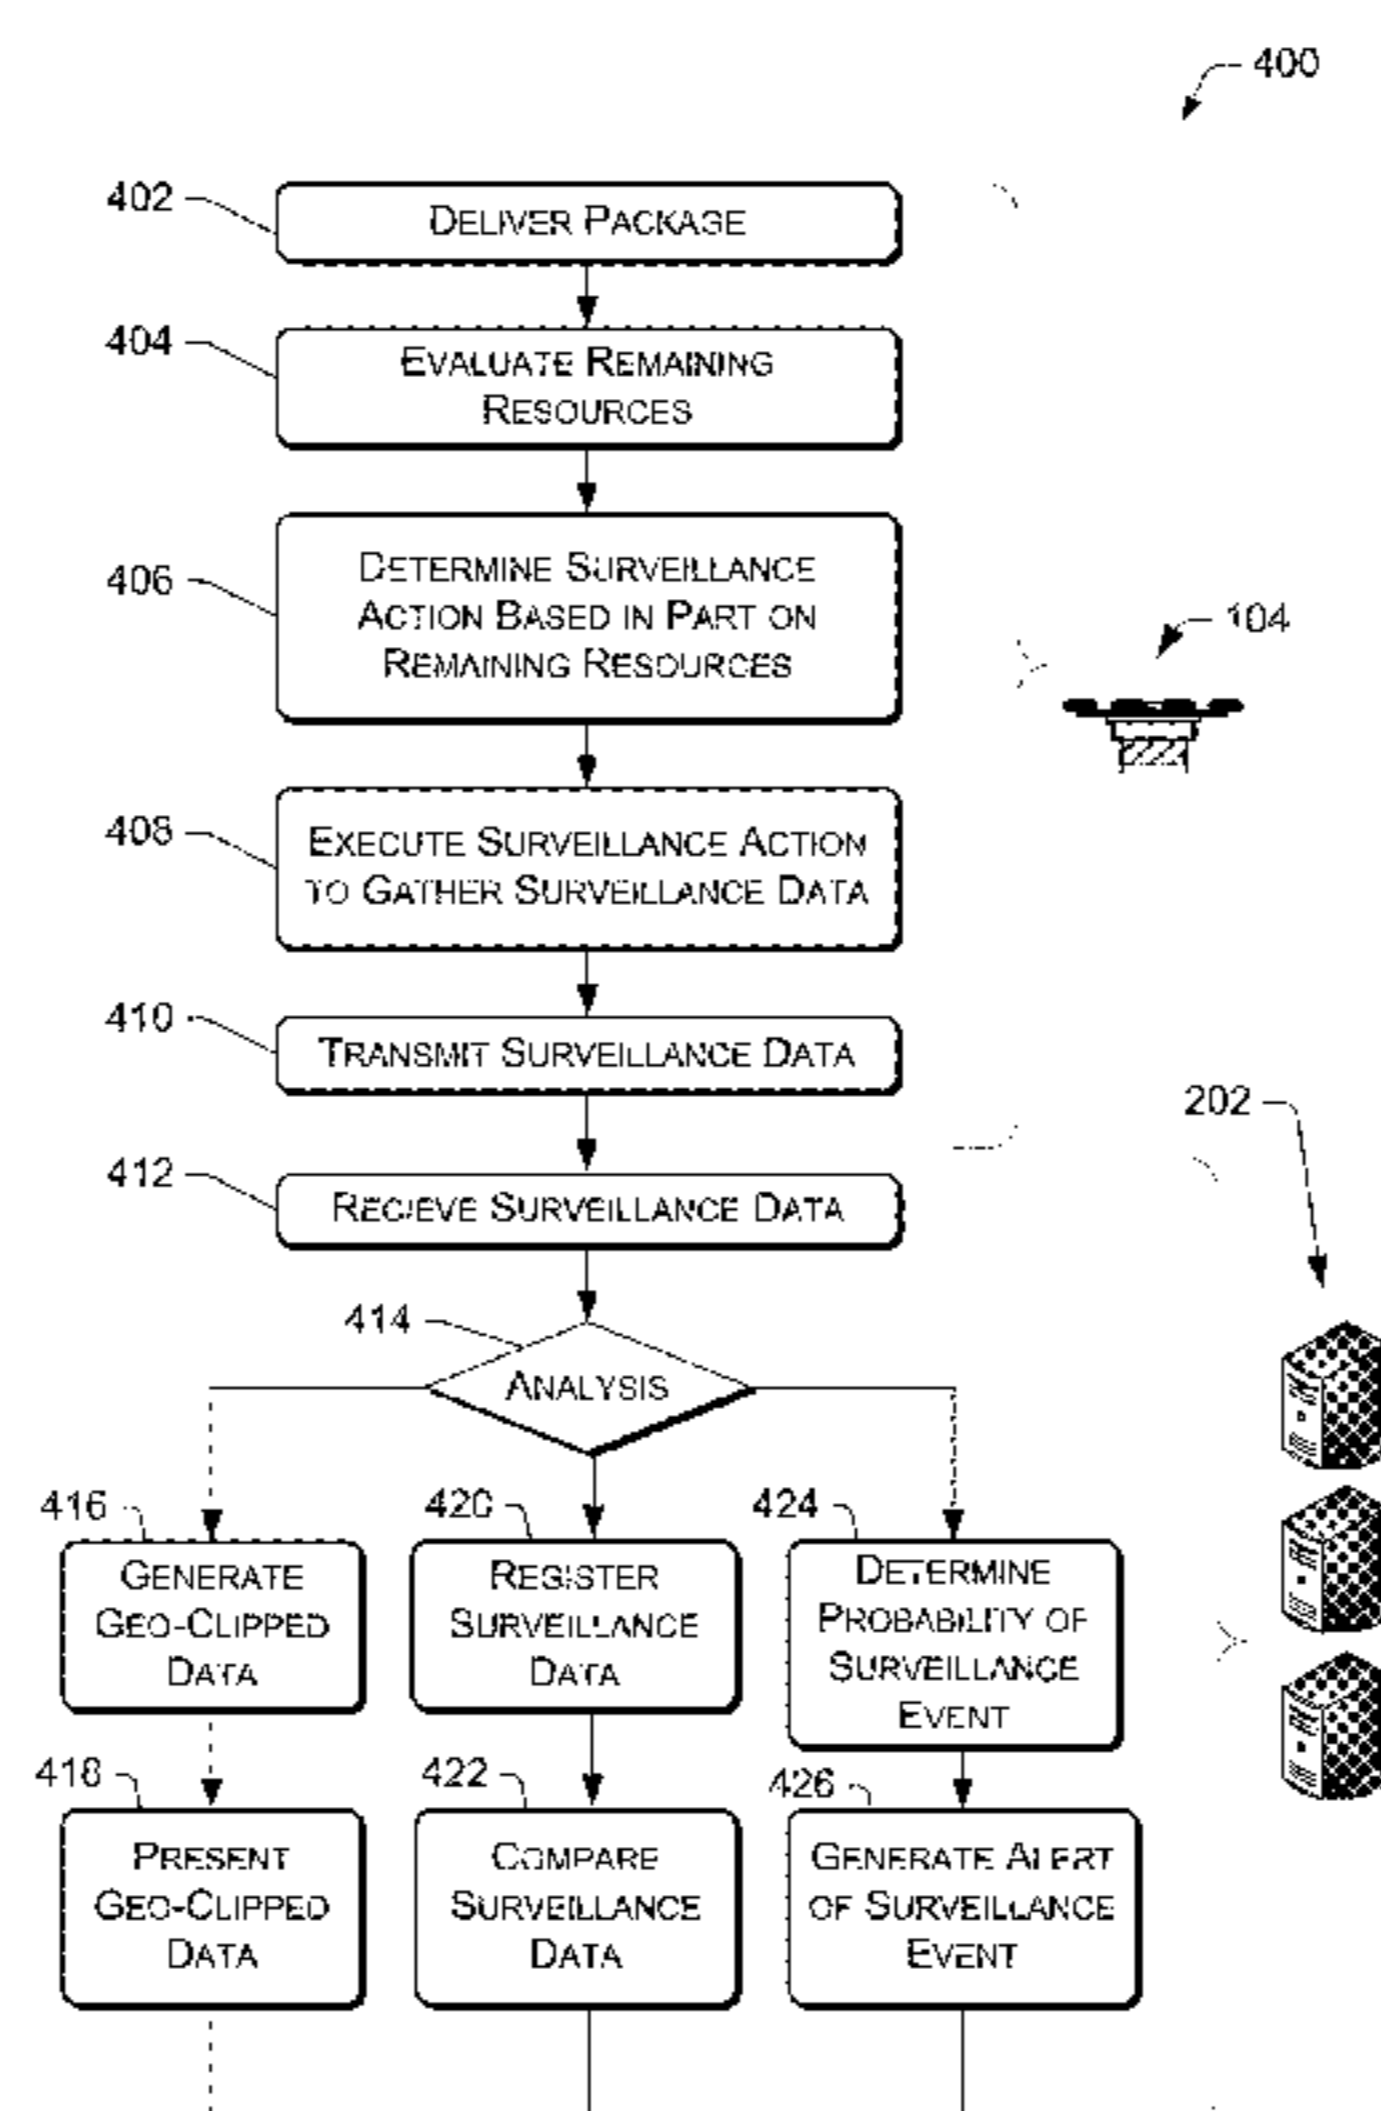 400
402
DELIVER PACKAGE
404
EVALUATE REMAINING
RESOURCES
406
DETERMINE SURVEILLANCE
ACTION BASED IN PART ON
REMAINING RESOURCES
104
408
EXECUTE SURVEILLANCE ACTION
TO GATHER SURVEILLANCE DATA
410
TRANSMIT SURVEILLANCE DATA
202
412
RECIEVE SURVEILLANCE DATA
414
ANALYSIS
416
GENERATE
GEO-CLIPPED
DATA
420
REGISTER
SURVEILLANCE
DATA
424
DETERMINE
PROBABILITY OF
SURVEILLANCE
EVENT
418
PRESENT
GEO-CLIPPED
DATA
422
COMPARE
SURVEILLANCE
DATA
426
GENERATE ALERT
OF SURVEILLANCE
EVENT